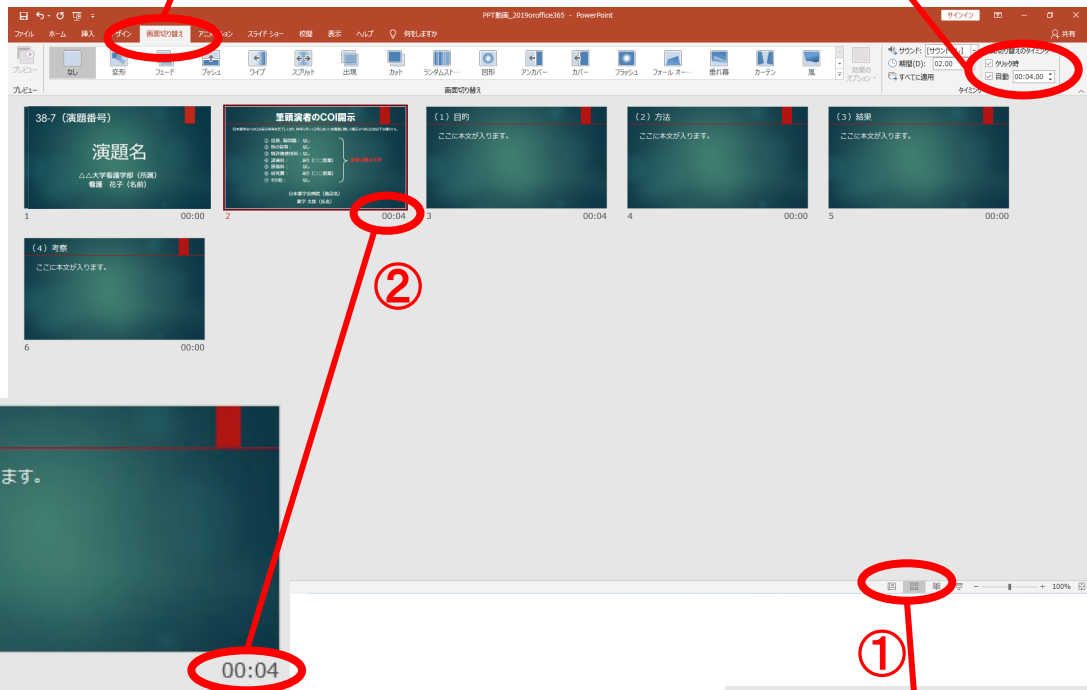 PPT動画_2019oroffice365 - PowerPoint
サインイン
ファイル ホーム 挿入 デザイン 画面切り替え アニメーション スライド ショー 校閲 表示 ヘルプ 何をしますか 共有
プレビュー なし 変形 フェード プッシュ ワイプ スプリット 出現 カット ランダムスト… 図形 アンカバー カバー フラッシュ フォール オー… 垂れ幕 カーテン 風 効果のオプション
サウンド:
期間(D): 02.00
すべてに適用
画面切り替えのタイミング
クリック時
自動 00:04.00
プレビュー 画面切り替え タイミング
38-7（演題番号）
演題名
△△大学看護学部（所属）
看護 花子（名前）
1 00:00
筆頭演者のCOI開示
日本薬学会病院（施設名）
薬学 太郎（氏名）
2 00:04
（1）目的
ここに本文が入ります。
3 00:04
（2）方法
ここに本文が入ります。
4 00:00
（3）結果
ここに本文が入ります。
5 00:00
（4）考察
ここに本文が入ります。
6 00:00
②
ます。
00:04
100%
①